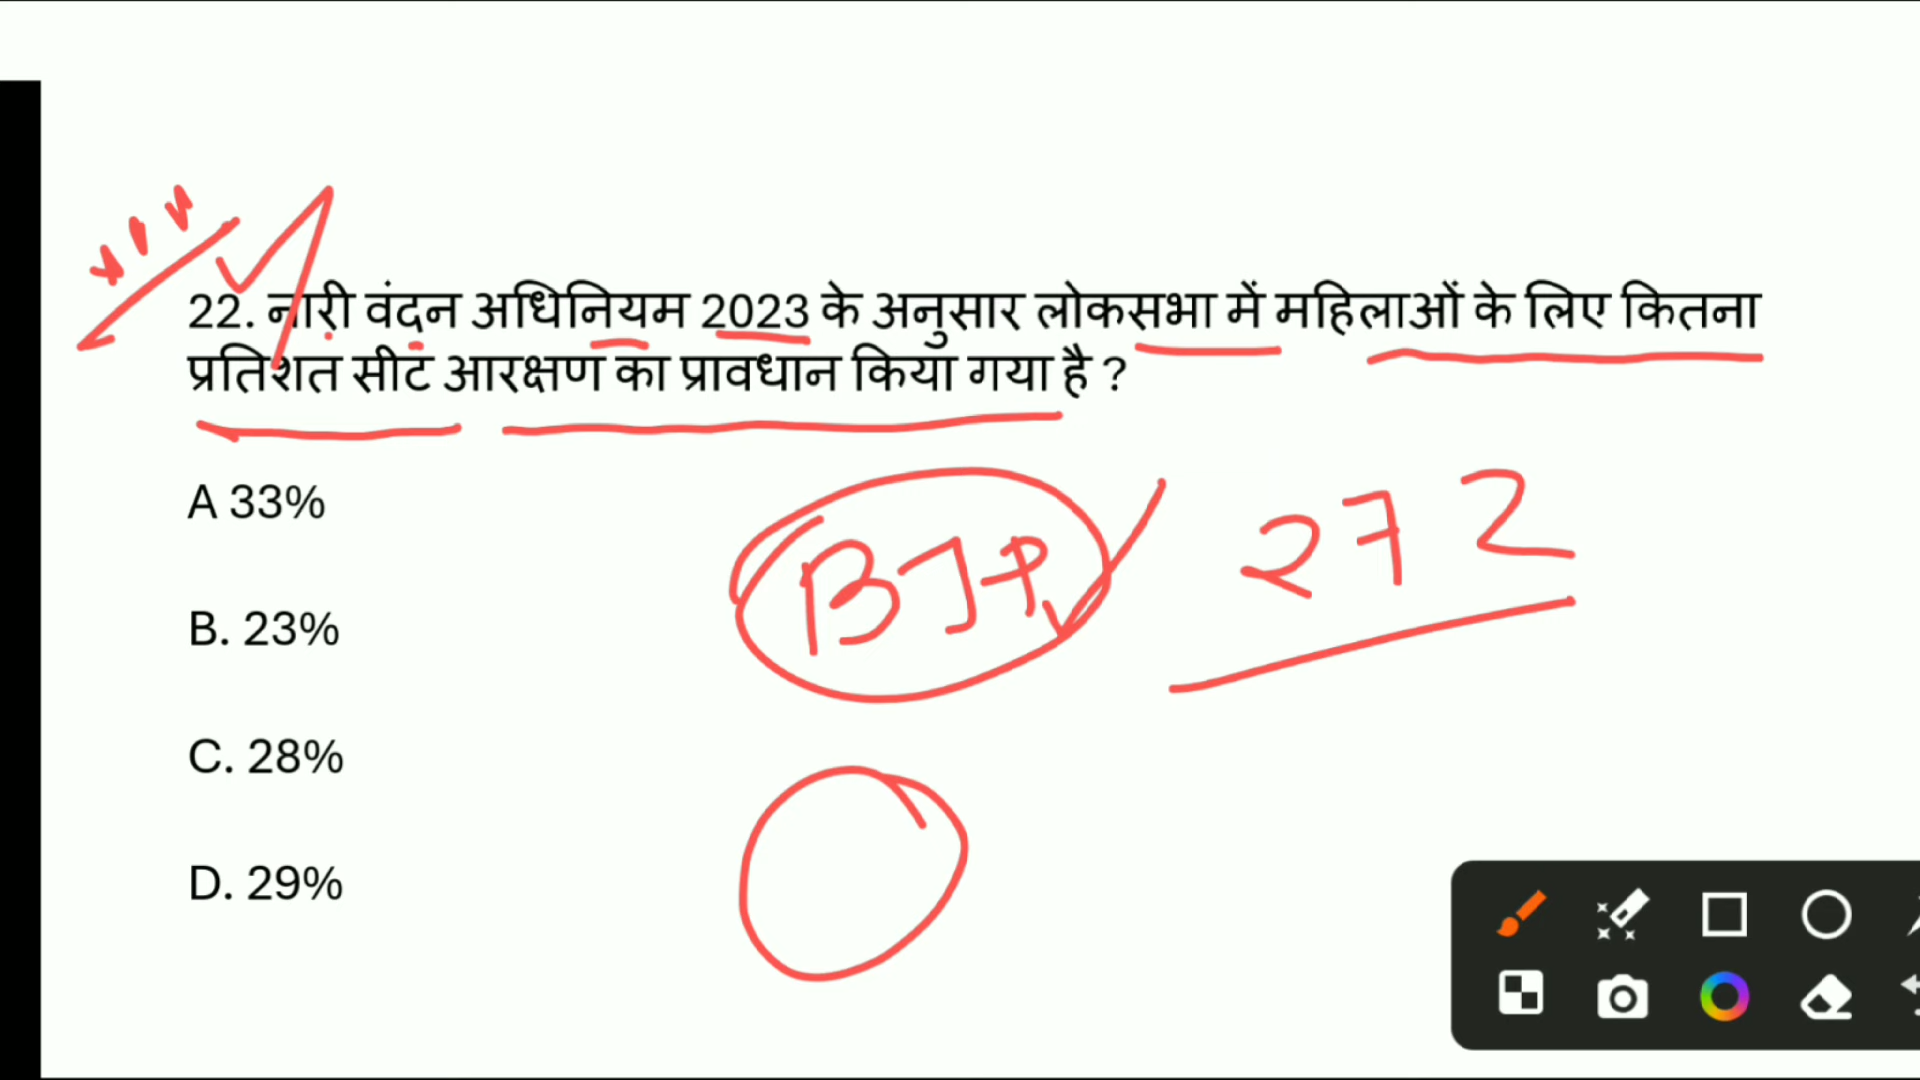 22. नारी वंदन अधिनियम 2023 के अनुसार लोकसभा में महिलाओं के लिए कितना
प्रतिशत सीट आरक्षण का प्रावधान किया गया है ?
A 33%
BJP 272
B. 23%
C. 28%
D. 29%